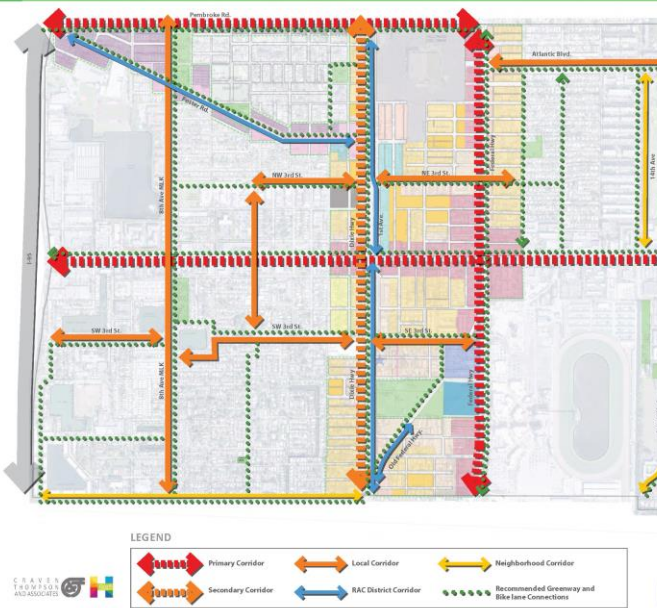 Pembroke Rd.
Atlantic Blvd.
Foster Rd.
8th Ave MLK
Federal Hwy
14th Ave
NW 3rd St.
NE 3rd St.
Dixie Hwy
1st Ave.
I-95
SW 3rd St.
SW 3rd St.
SE 3rd St.
8th Ave MLK
Dixie Hwy
Federal Hwy
Old Federal Hwy.
LEGEND
Primary Corridor
Local Corridor
Neighborhood Corridor
Secondary Corridor
RAC District Corridor
Recommended Greenway and
Bike lane Connections
CRAVEN
THOMPSON
AND ASSOCIATES
H